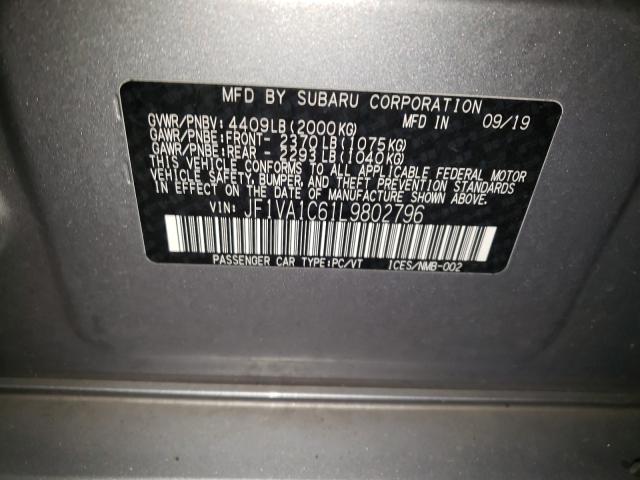 MFD BY SUBARU CORPORATION
GVWR/PNBV: 4409LB(2000KG) MFD IN 09/19
GAWR/PNBE:FRONT- 2370LB(1075KG)
GAWR/PNBE:REAR - 2293LB(1040KG)
THIS VEHICLE CONFORMS TO ALL APPLICABLE FEDERAL MOTOR
VEHICLE SAFETY, BUMPER, AND THEFT PREVENTION STANDARDS
IN EFFECT ON THE DATE OF MANUFACTURE SHOWN ABOVE.
VIN: JF1VA1C61L9802796
PASSENGER CAR TYPE:PC/VT ICES/NMB-002